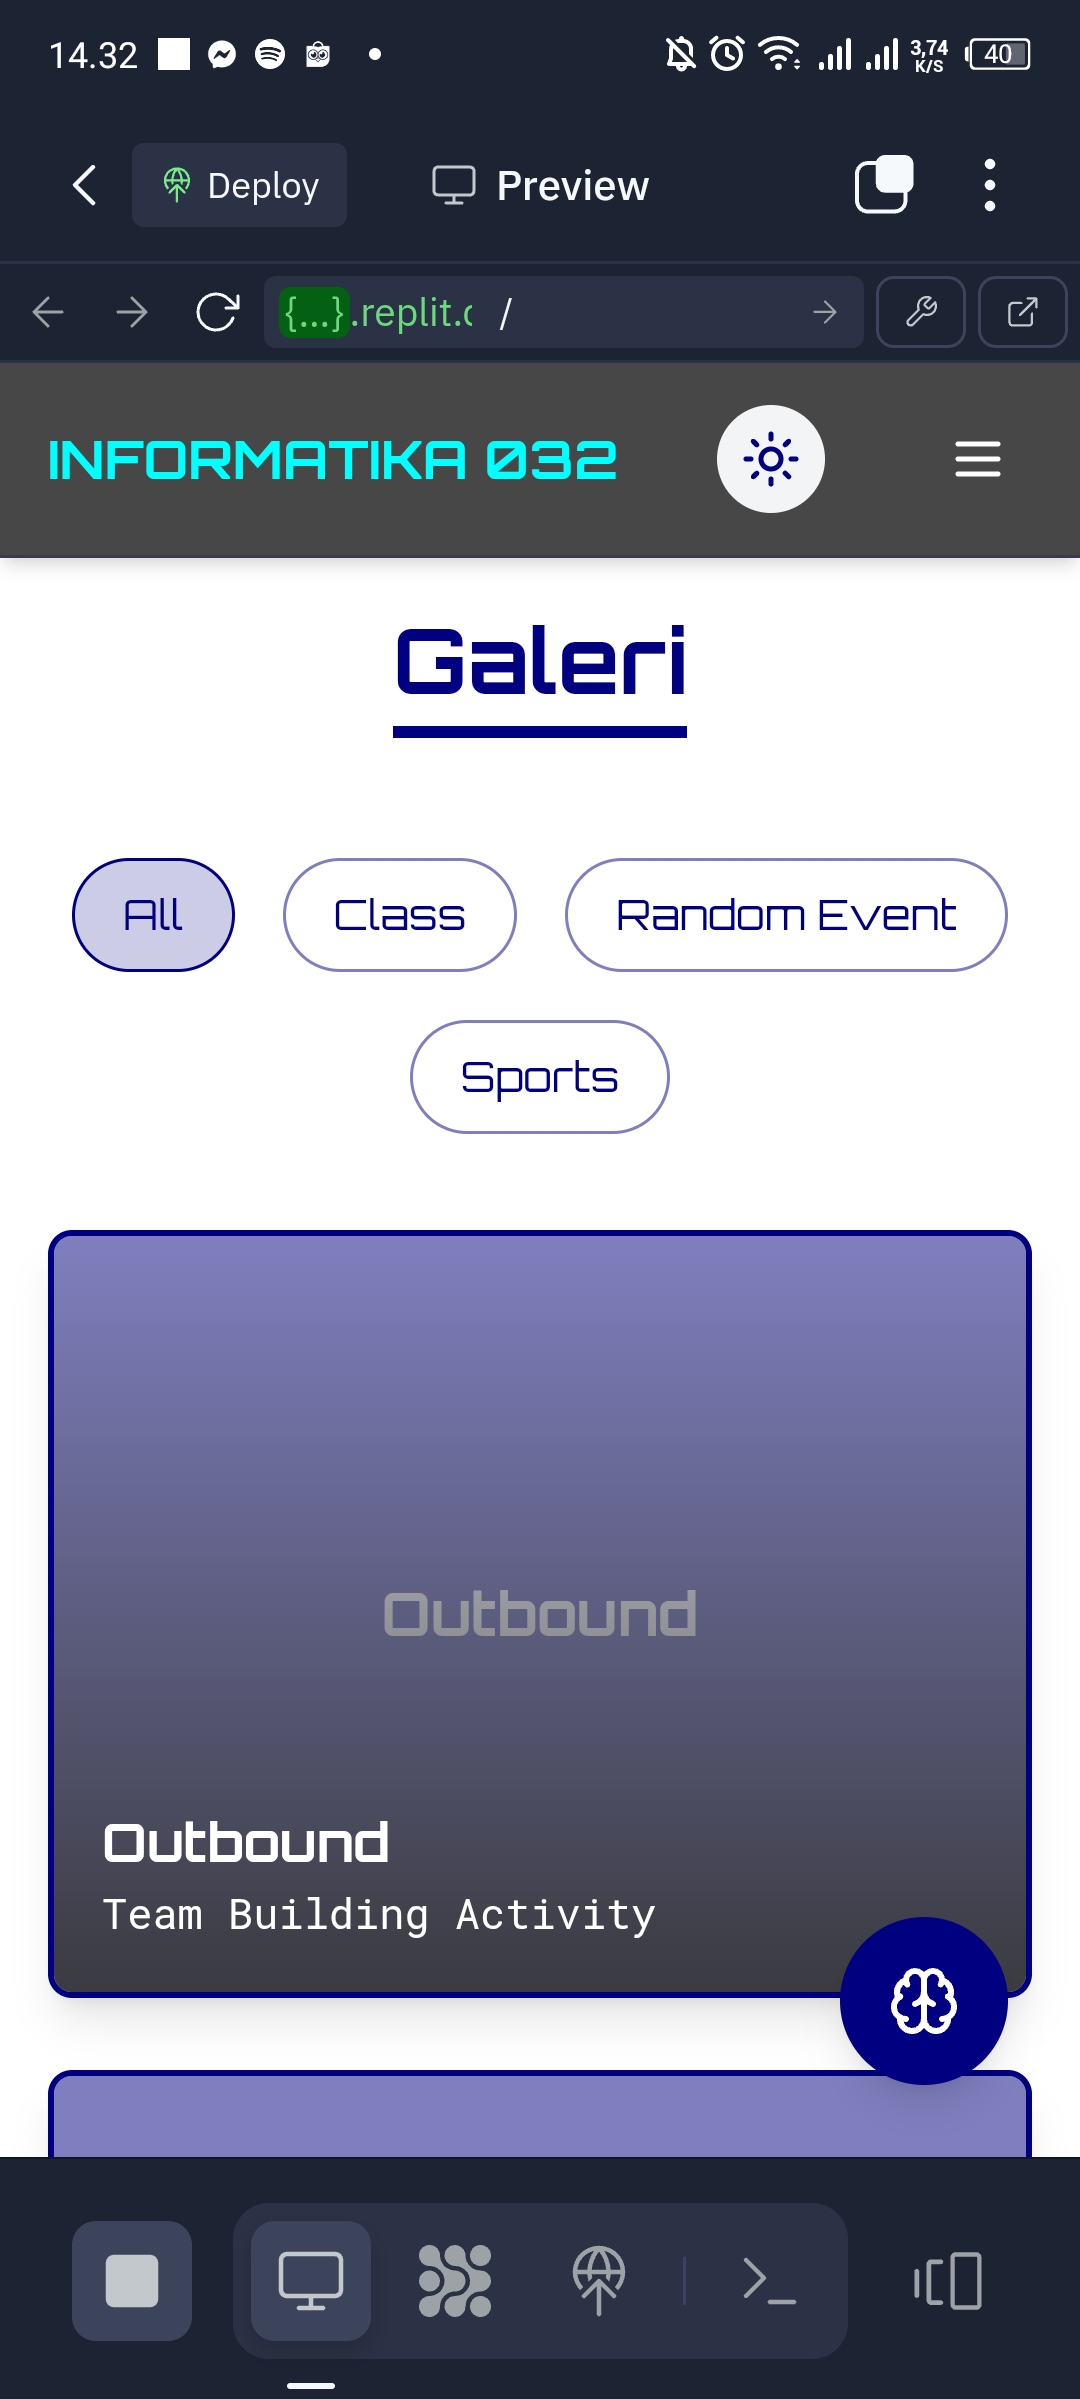 14.32
3,74
K/S
40
Deploy
Preview
{...}.replit.c /
INFORMATIKA 032
Galeri
All
Class
Random Event
Sports
Outbound
Outbound
Team Building Activity